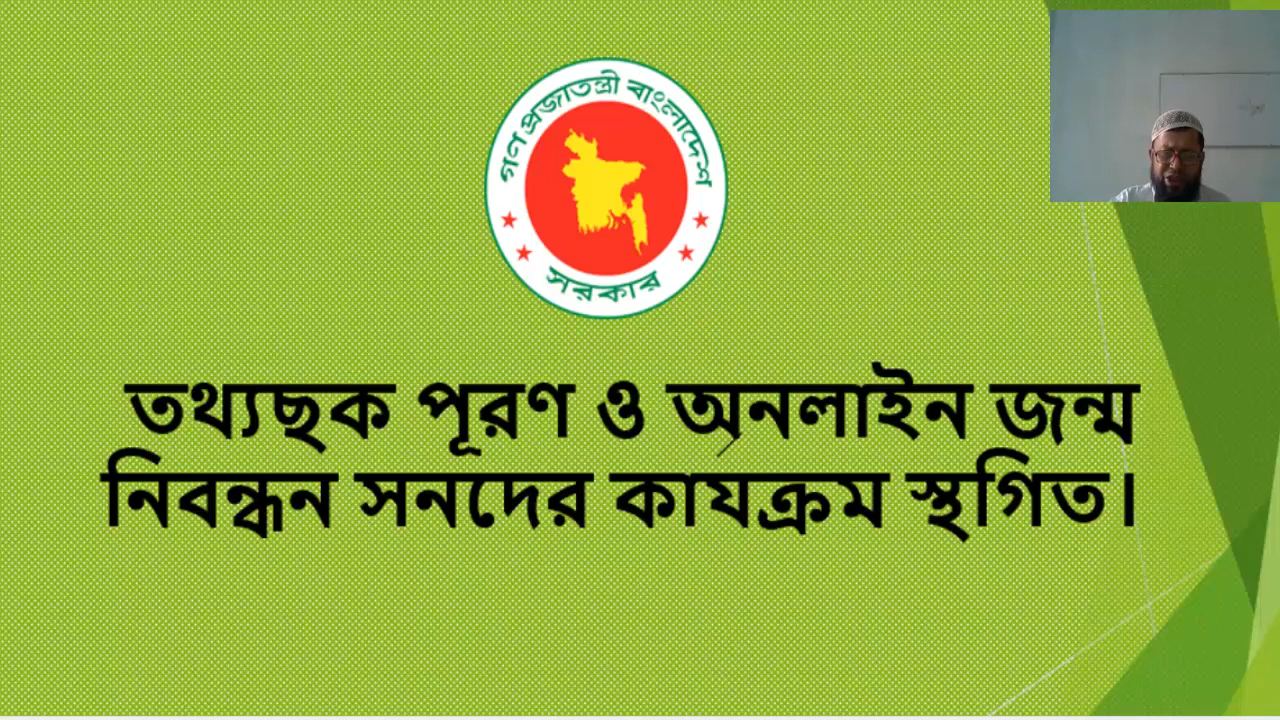 গণপ্রজাতন্ত্রী বাংলাদেশ
সরকার
তথ্যছক পূরণ ও অনলাইন জন্ম
নিবন্ধন সনদের কাযক্রম স্থগিত।